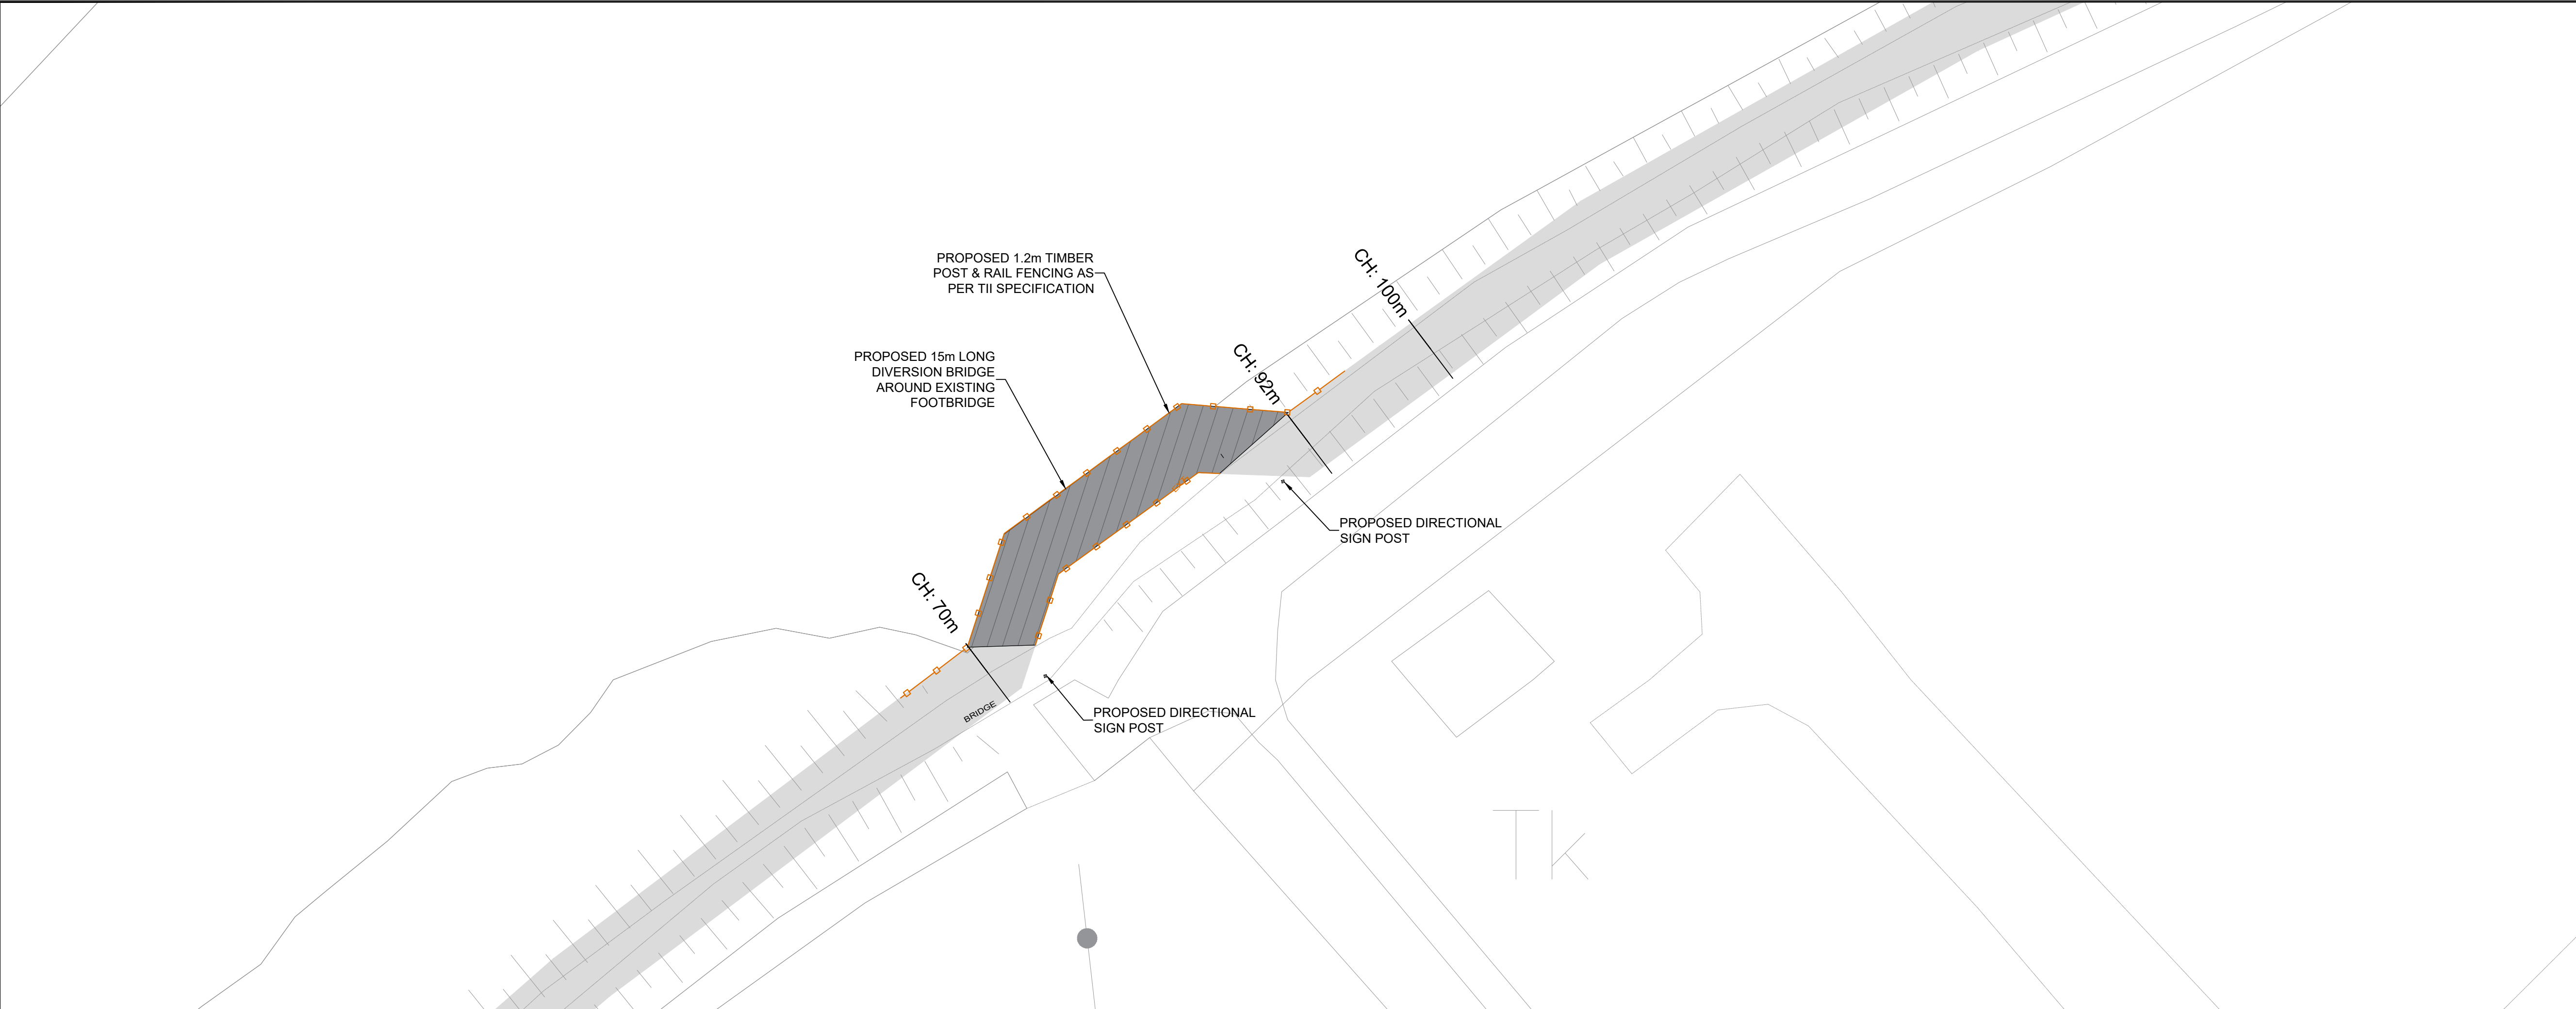 PROPOSED 1.2m TIMBER
POST & RAIL FENCING AS
PER TII SPECIFICATION
CH: 100m
CH: 92m
PROPOSED 15m LONG
DIVERSION BRIDGE
AROUND EXISTING
FOOTBRIDGE
PROPOSED DIRECTIONAL
SIGN POST
CH: 70m
BRIDGE
PROPOSED DIRECTIONAL
SIGN POST
Tk